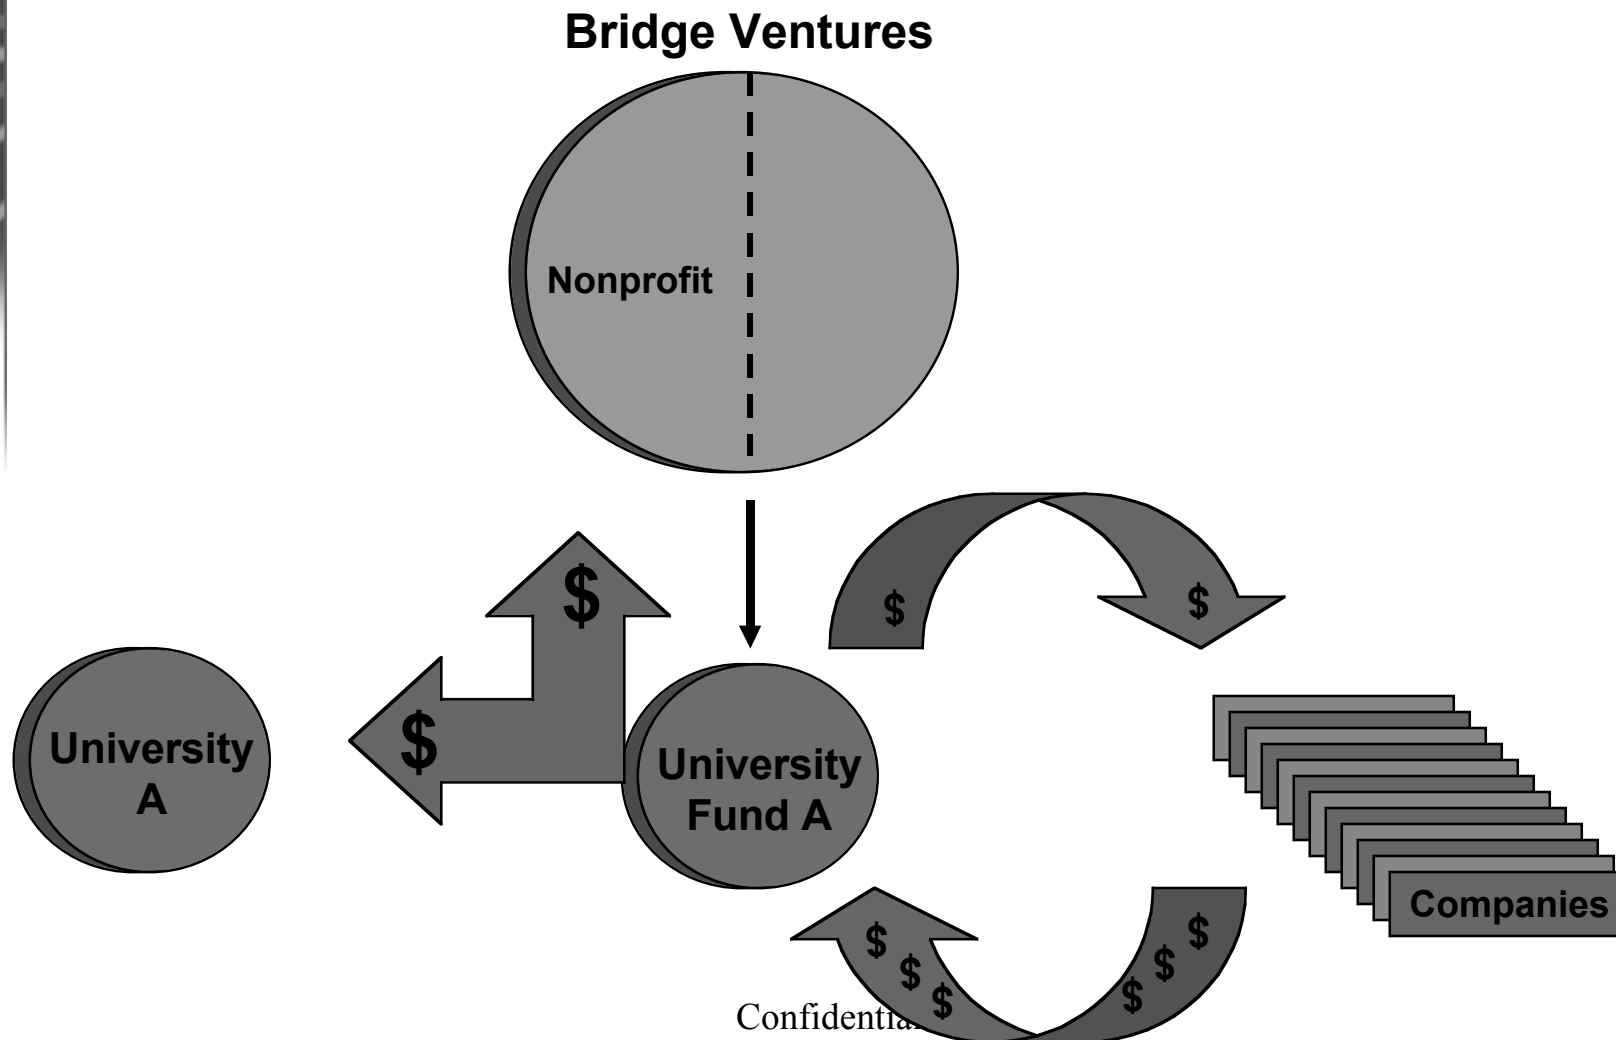 Bridge Ventures
Nonprofit
$
$
$
$
University
A
University
Fund A
Companies
$
$
$
$
$
$
Confidential